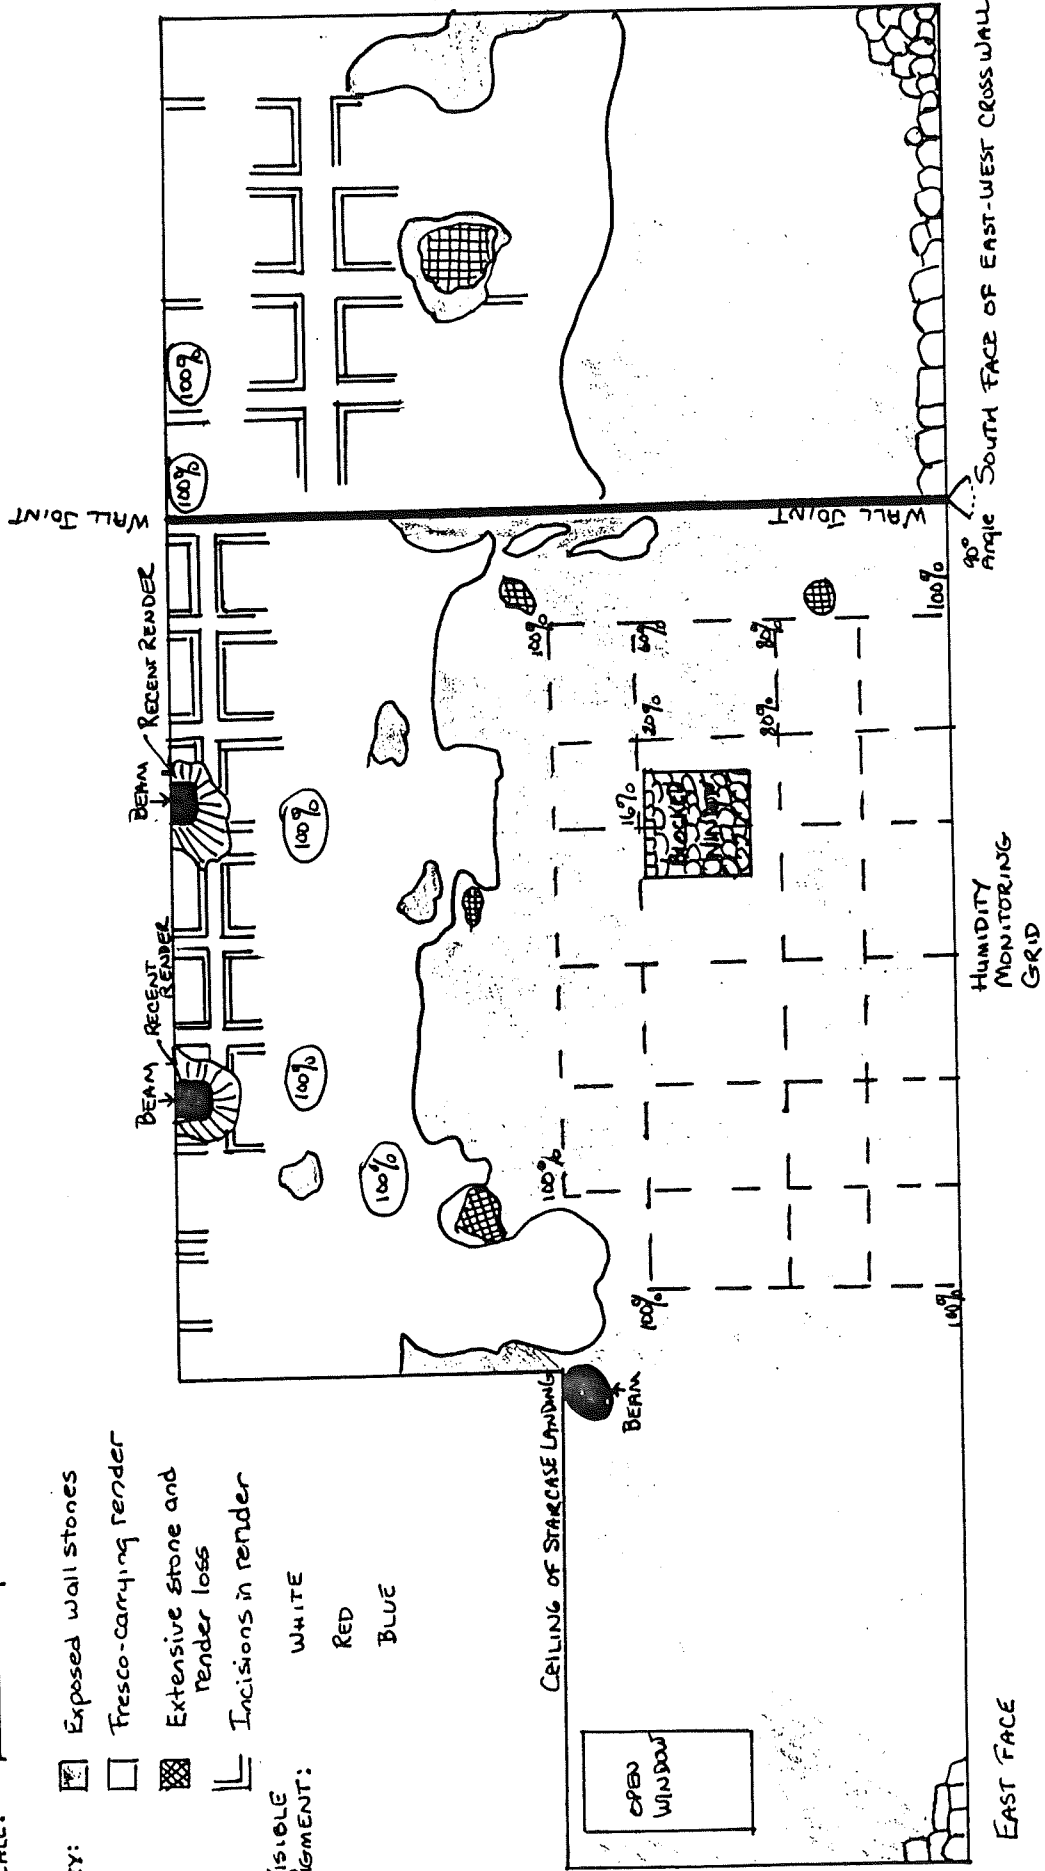 Exposed wall stones
Fresco-carrying render
Extensive stone and
render loss
Incisions in render
WHITE
RED
BLUE
BEAM
RECENT
RENDER
BEAM
RECENT RENDER
WALL JOINT
100%
100%
100%
100%
100%
CEILING OF STARCASE LANDING
BEAM
OPEN
WINDOW
100%
100%
100%
16%
20%
60%
100%
80%
80%
BLOCKED
WINDOW
100%
100%
WALL JOINT
90°
Angle
SOUTH FACE OF EAST-WEST CROSSWALL
EAST FACE
HUMIDITY
MONITORING
GRID